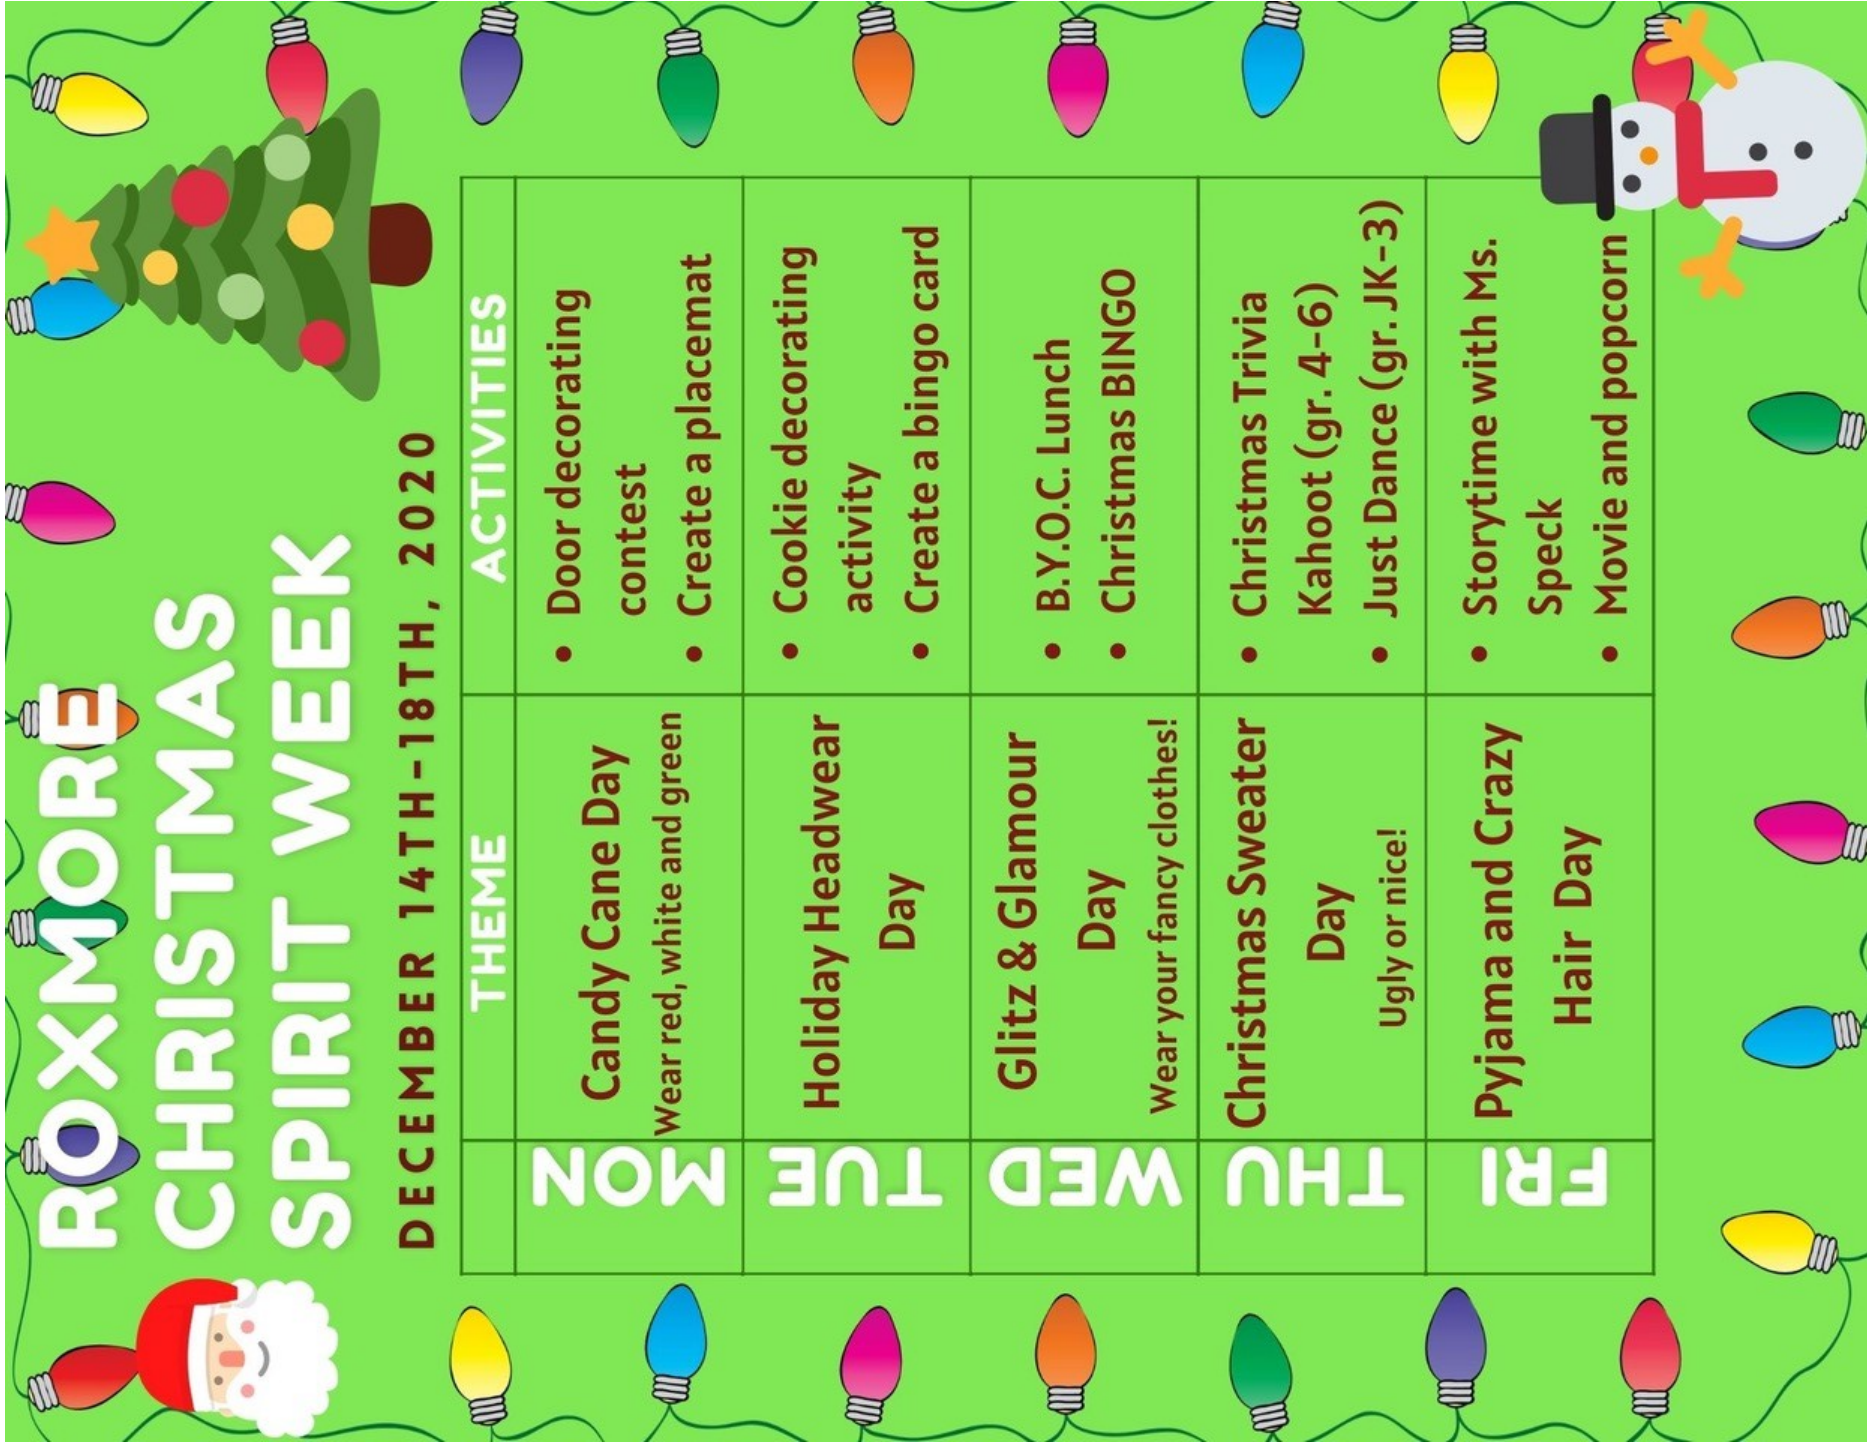 ROXMORE
CHRISTMAS
SPIRIT WEEK
DECEMBER 14TH-18TH, 2020
THEME
ACTIVITIES
MON
Candy Cane Day
Wear red, white and green
• Door decorating
contest
• Create a placemat
TUE
Holiday Headwear
Day
• Cookie decorating
activity
• Create a bingo card
WED
Glitz & Glamour
Day
Wear your fancy clothes!
• B.Y.O.C. Lunch
• Christmas BINGO
THU
Christmas Sweater
Day
Ugly or nice!
• Christmas Trivia
Kahoot (gr. 4-6)
• Just Dance (gr. JK-3)
FRI
Pyjama and Crazy
Hair Day
• Storytime with Ms.
Speck
• Movie and popcorn